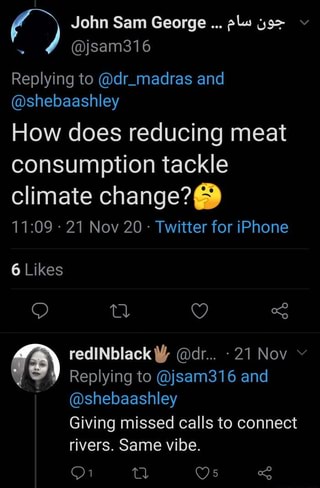 John Sam George ... جون سام
@jsam316
Replying to @dr_madras and
@shebaashley
How does reducing meat
consumption tackle
climate change?🤔
11:09 · 21 Nov 20 · Twitter for iPhone
6 Likes
redINblack🖖🏽 @dr... · 21 Nov
Replying to @jsam316 and
@shebaashley
Giving missed calls to connect
rivers. Same vibe.
1 5